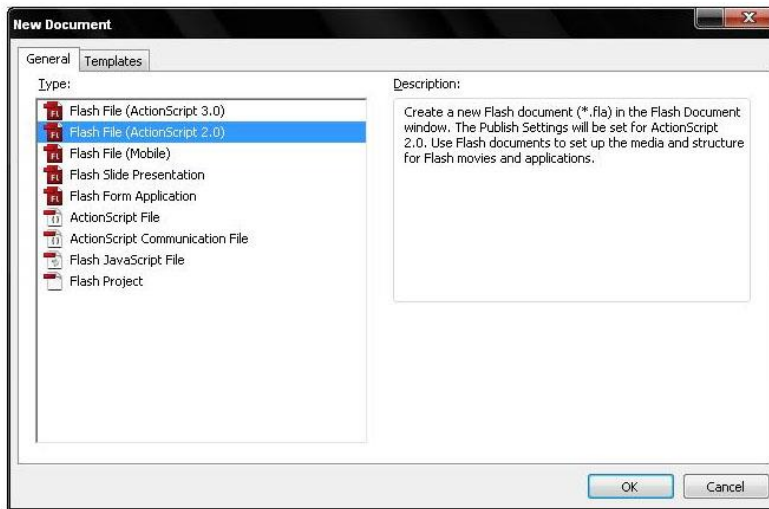 New Document
General
Templates
Type:
Flash File (ActionScript 3.0)
Flash File (ActionScript 2.0)
Flash File (Mobile)
Flash Slide Presentation
Flash Form Application
ActionScript File
ActionScript Communication File
Flash JavaScript File
Flash Project
Description:
Create a new Flash document (*.fla) in the Flash Document
window. The Publish Settings will be set for ActionScript
2.0. Use Flash documents to set up the media and structure
for Flash movies and applications.
OK
Cancel